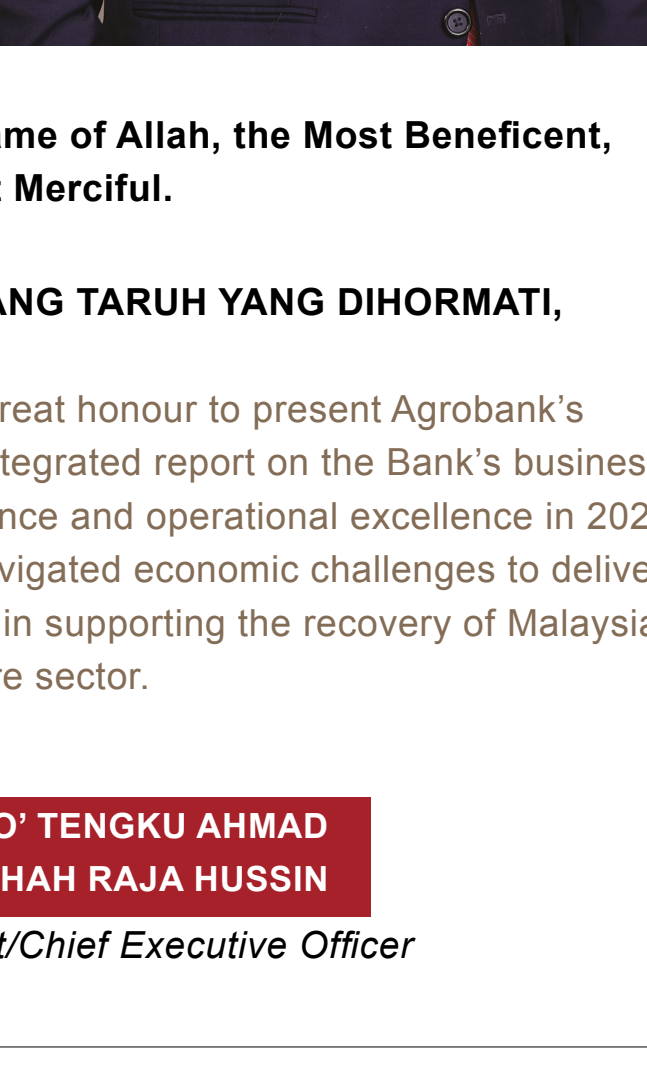 ame of Allah, the Most Beneficent,
t Merciful.
ANG TARUH YANG DIHORMATI,
reat honour to present Agrobank’s
tegrated report on the Bank’s busines
nce and operational excellence in 202
vigated economic challenges to delive
in supporting the recovery of Malaysia
re sector.
O’ TENGKU AHMAD
HAH RAJA HUSSIN
t/Chief Executive Officer